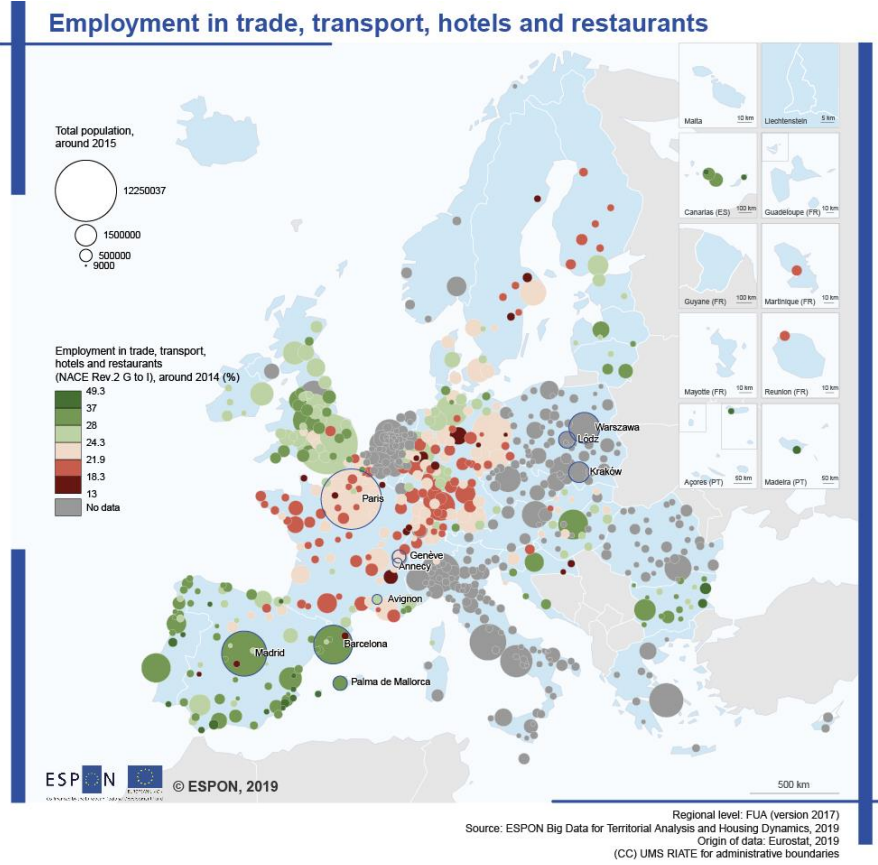 Employment in trade, transport, hotels and restaurants
Total population,
around 2015
12250037
1500000
500000
9000
Employment in trade, transport,
hotels and restaurants
(NACE Rev.2 G to I), around 2014 (%)
49.3
37
28
24.3
21.9
18.3
13
No data
Malta
10 km
Liechtenstein
5 km
Canarias (ES)
100 km
Guadeloupe (FR)
10 km
Guyane (FR)
100 km
Martinique (FR)
10 km
Mayotte (FR)
10 km
Reunion (FR)
10 km
Açores (PT)
50 km
Madeira (PT)
50 km
Warszawa
Lódz
Kraków
Paris
Genève
Annecy
Avignon
Madrid
Barcelona
Palma de Mallorca
ESPON
© ESPON, 2019
500 km
Regional level: FUA (version 2017)
Source: ESPON Big Data for Territorial Analysis and Housing Dynamics, 2019
Origin of data: Eurostat, 2019
(CC) UMS RIATE for administrative boundaries